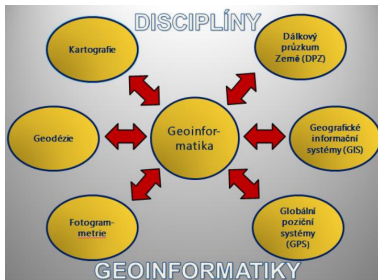 DISCIPLÍNY
Kartografie
Dálkový
průzkum
Země (DPZ)
Geodézie
Geoinfor-
matika
Geografické
informační
systémy (GIS)
Fotogram-
metrie
Globální
poziční
systémy
(GPS)
GEOINFORMATIKY